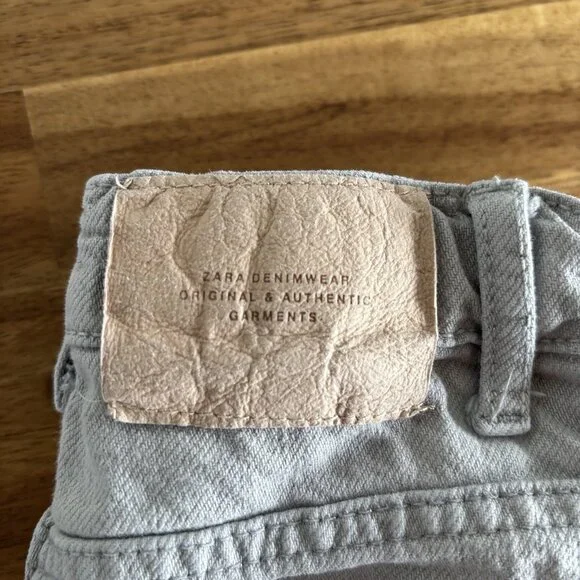 ZARA DENIMWEAR
ORIGINAL & AUTHENTIC
GARMENTS